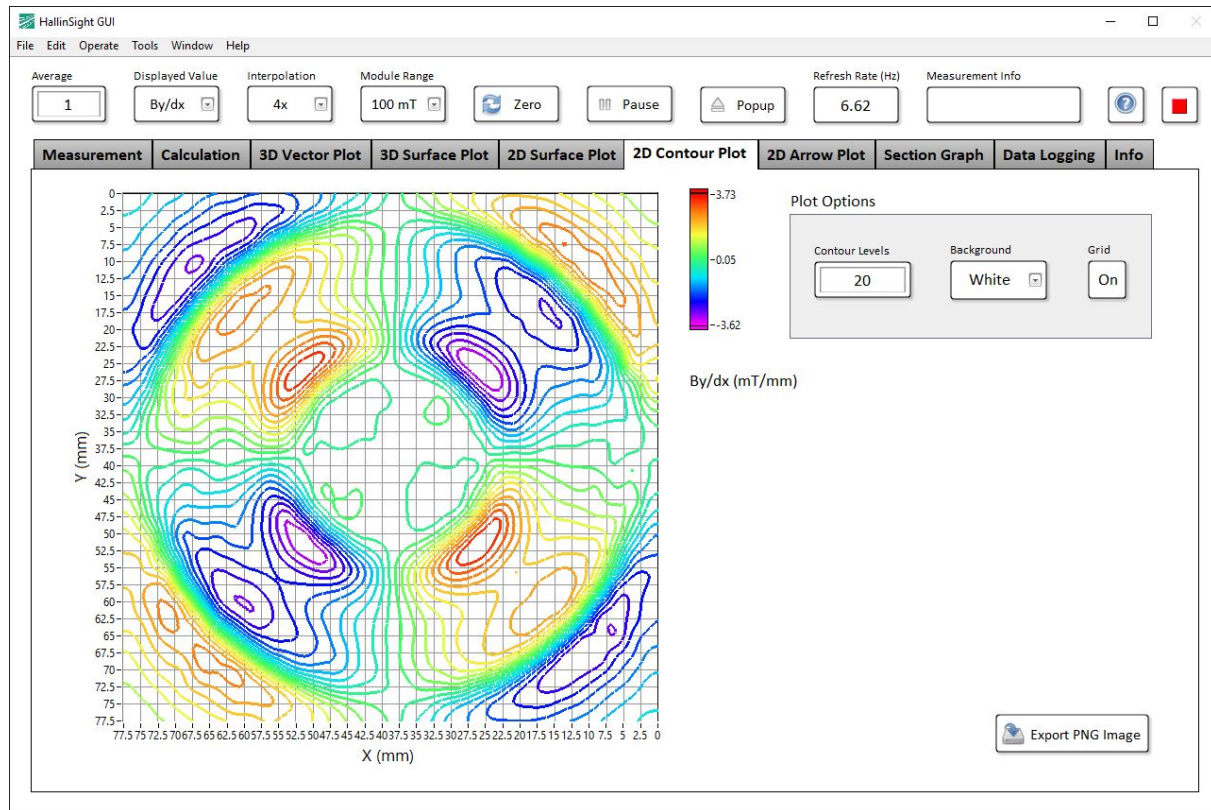 HallinSight GUI
File Edit Operate Tools Window Help
Average Displayed Value Interpolation Module Range Refresh Rate (Hz) Measurement Info
1 By/dx 4x 100 mT Zero Pause Popup 6.62
Measurement Calculation 3D Vector Plot 3D Surface Plot 2D Surface Plot 2D Contour Plot 2D Arrow Plot Section Graph Data Logging Info
Plot Options
Contour Levels Background Grid
20 White On
3.73
-0.05
-3.62
By/dx (mT/mm)
Y (mm)
0
2.5
5
7.5
10
12.5
15
17.5
20
22.5
25
27.5
30
32.5
35
37.5
40
42.5
45
47.5
50
52.5
55
57.5
60
62.5
65
67.5
70
72.5
75
77.5
77.5 75 72.5 70 67.5 65 62.5 60 57.5 55 52.5 50 47.5 45 42.5 40 37.5 35 32.5 30 27.5 25 22.5 20 17.5 15 12.5 10 7.5 5 2.5 0
X (mm)
Export PNG Image